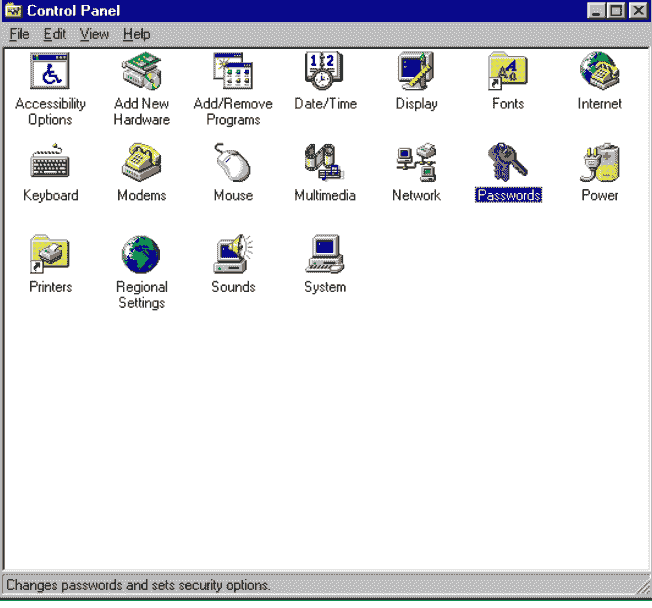 Control Panel
File Edit View Help
Accessibility Options
Add New Hardware
Add/Remove Programs
Date/Time
Display
Fonts
Internet
Keyboard
Modems
Mouse
Multimedia
Network
Passwords
Power
Printers
Regional Settings
Sounds
System
Changes passwords and sets security options.